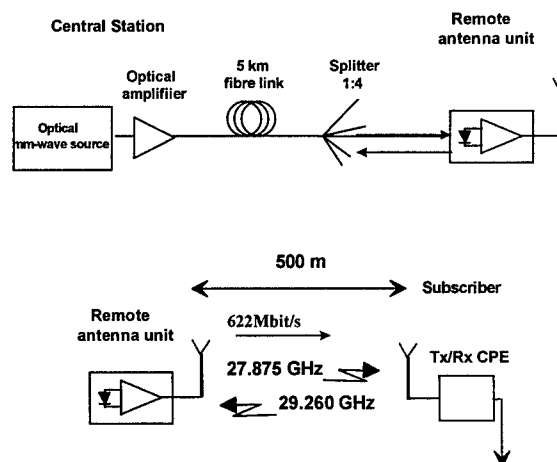 Central Station
Remote
antenna unit
5 km
fibre link
Splitter
1:4
Optical
amplifiier
Optical
mm-wave source
500 m
Remote
antenna unit
Subscriber
622Mbit/s
Tx/Rx CPE
27.875 GHz
29.260 GHz